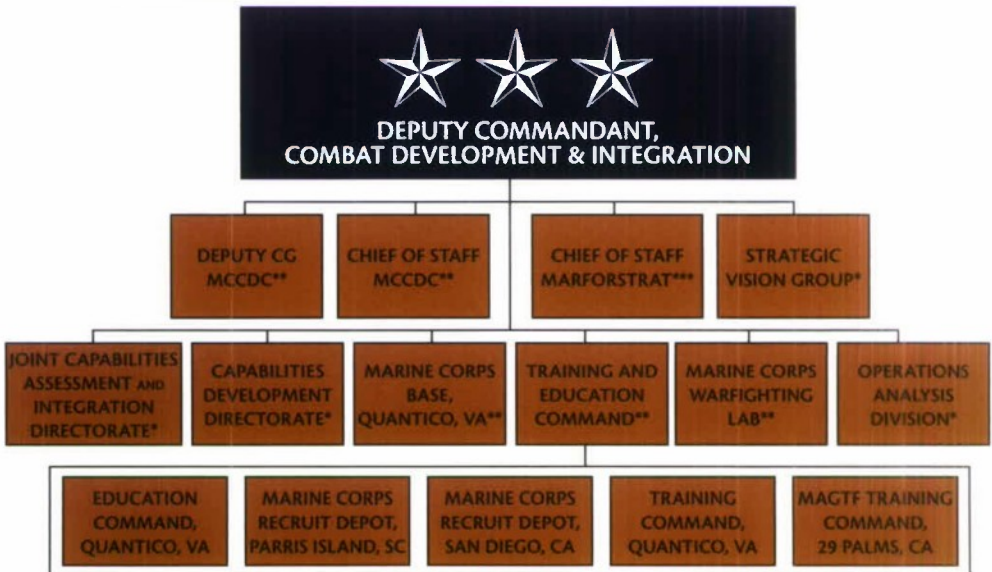 DEPUTY COMMANDANT,
COMBAT DEVELOPMENT & INTEGRATION
DEPUTY CG
MCCDC**
CHIEF OF STAFF
MCCDC**
CHIEF OF STAFF
MARFORSTRAT***
STRATEGIC
VISION GROUP*
JOINT CAPABILITIES
ASSESSMENT AND
INTEGRATION
DIRECTORATE*
CAPABILITIES
DEVELOPMENT
DIRECTORATE*
MARINE CORPS
BASE,
QUANTICO, VA**
TRAINING AND
EDUCATION
COMMAND**
MARINE CORPS
WARFIGHTING
LAB**
OPERATIONS
ANALYSIS
DIVISION*
EDUCATION
COMMAND,
QUANTICO, VA
MARINE CORPS
RECRUIT DEPOT,
PARRIS ISLAND, SC
MARINE CORPS
RECRUIT DEPOT,
SAN DIEGO, CA
TRAINING
COMMAND,
QUANTICO, VA
MAGTF TRAINING
COMMAND,
29 PALMS, CA